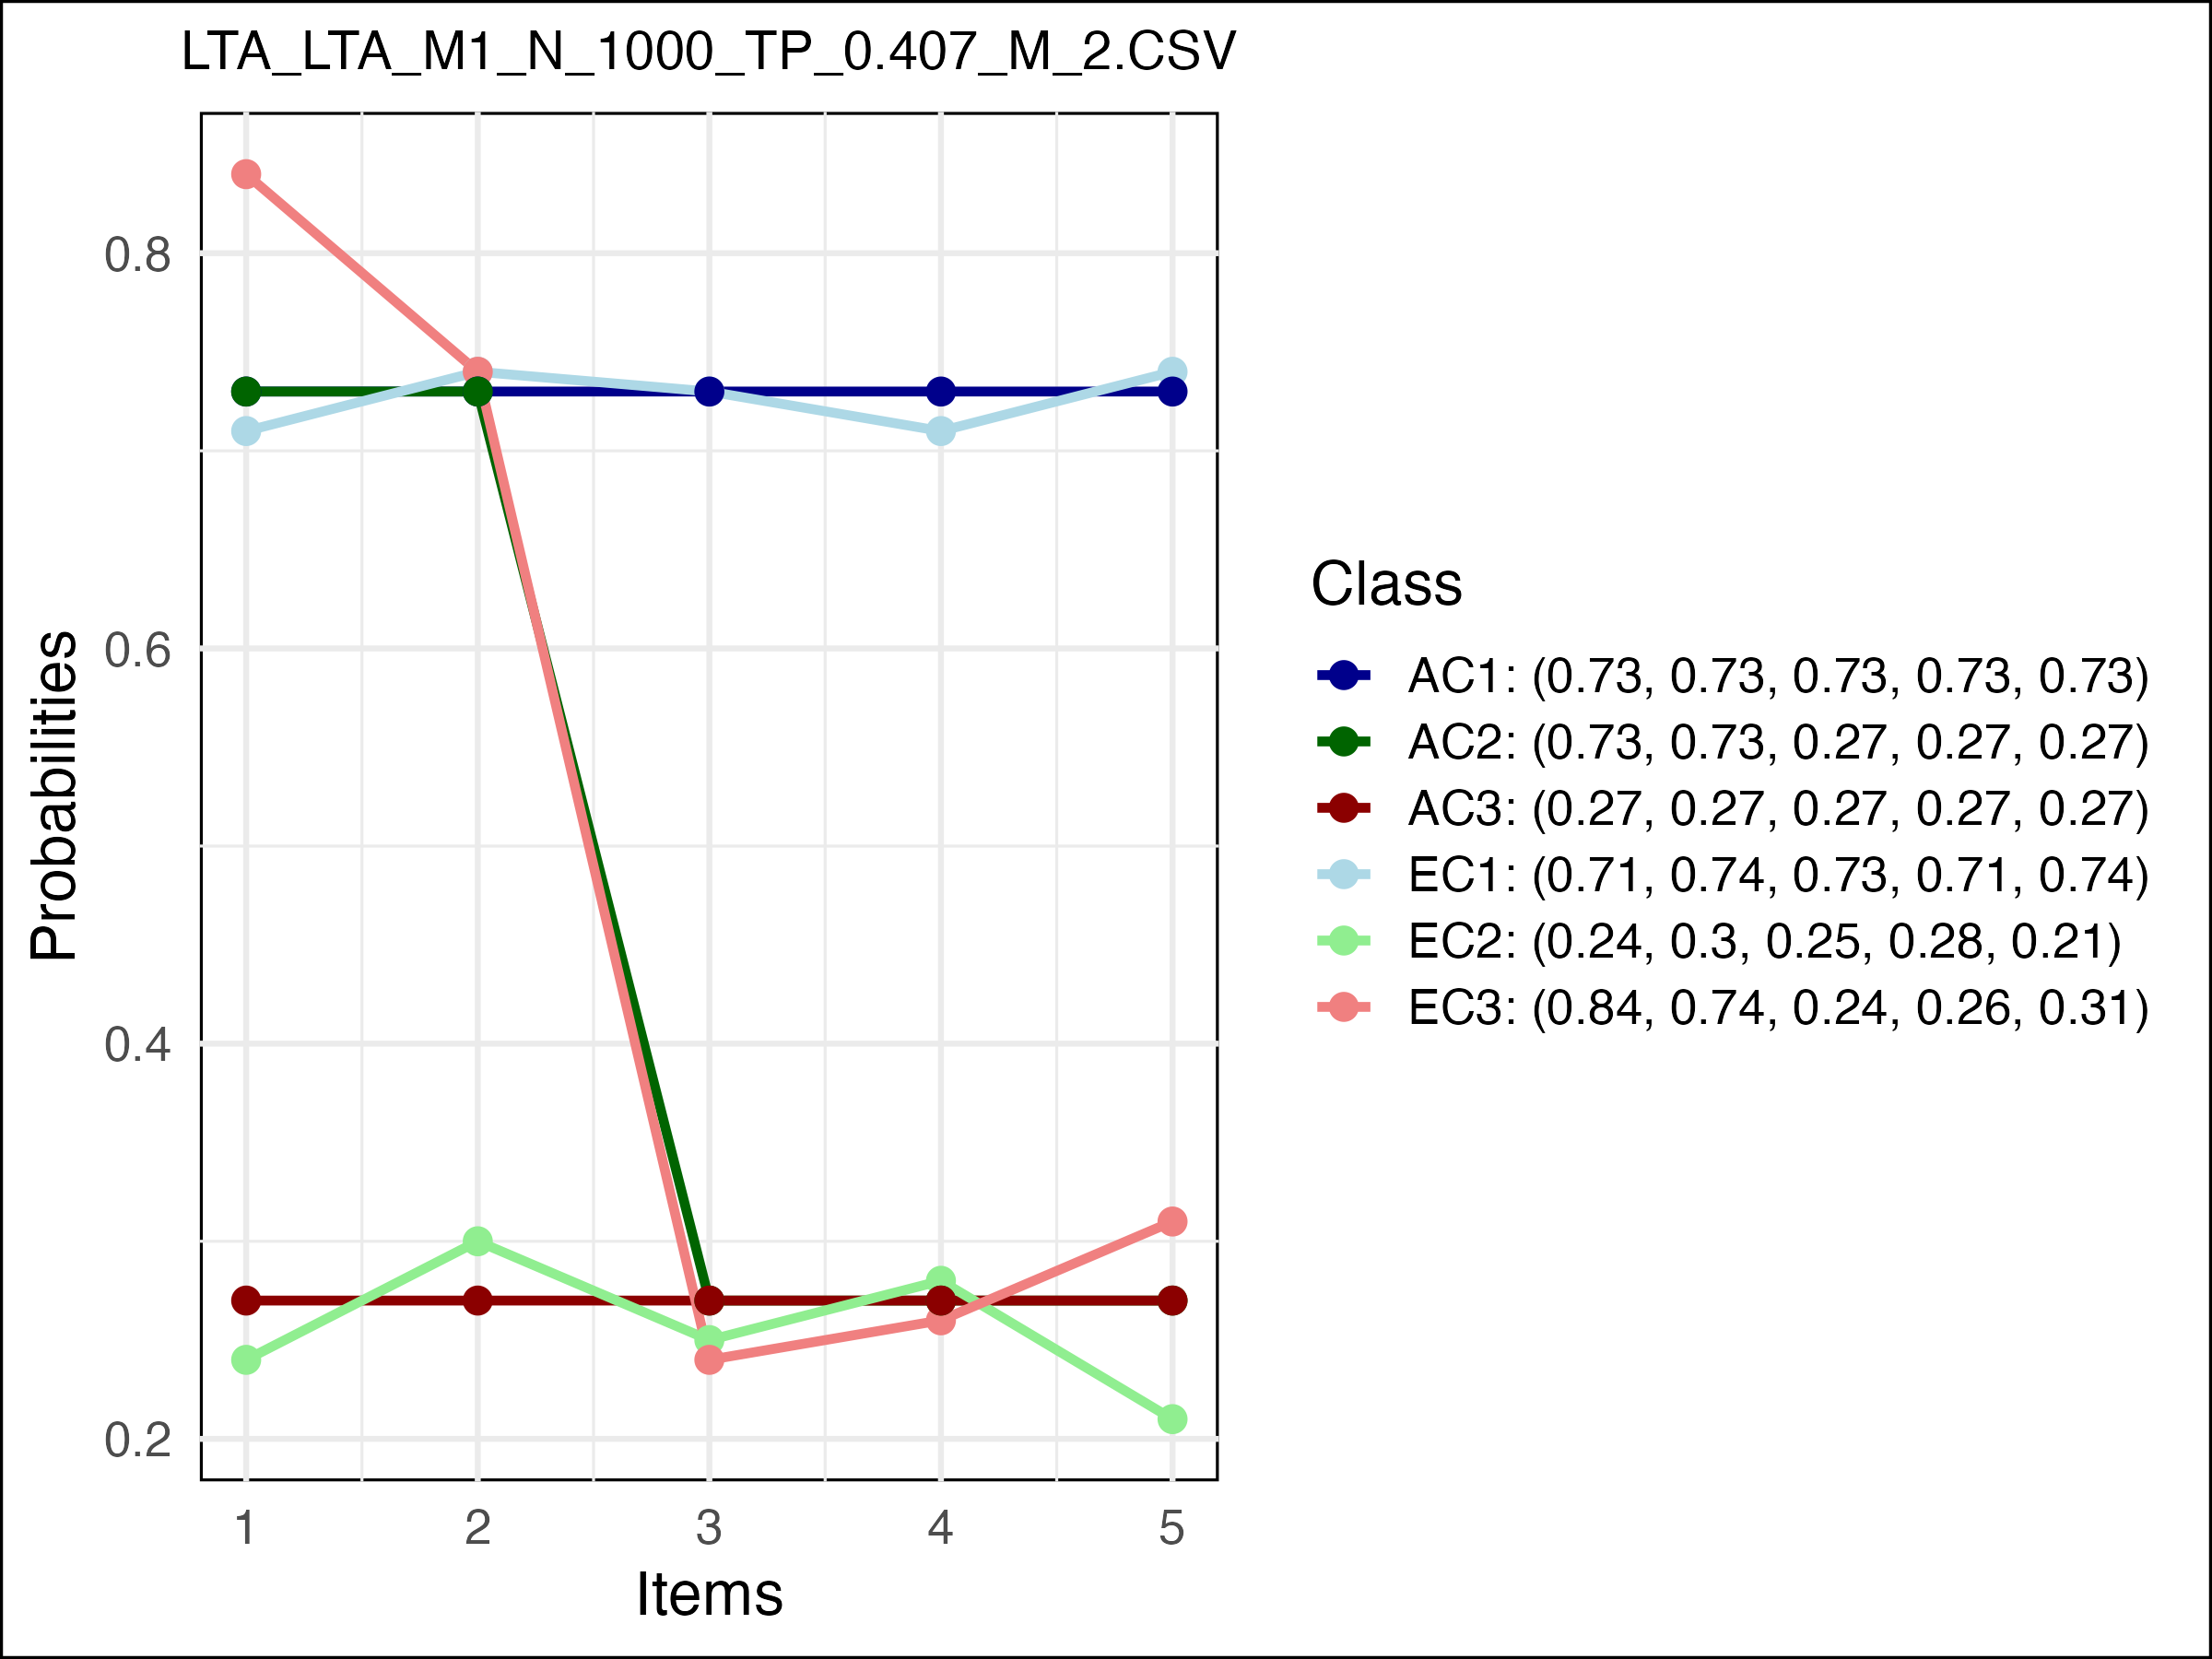 LTA_LTA_M1_N_1000_TP_0.407_M_2.CSV
Probabilities
0.8
0.6
0.4
0.2
1 2 3 4 5
Items
Class
AC1: (0.73, 0.73, 0.73, 0.73, 0.73)
AC2: (0.73, 0.73, 0.27, 0.27, 0.27)
AC3: (0.27, 0.27, 0.27, 0.27, 0.27)
EC1: (0.71, 0.74, 0.73, 0.71, 0.74)
EC2: (0.24, 0.3, 0.25, 0.28, 0.21)
EC3: (0.84, 0.74, 0.24, 0.26, 0.31)